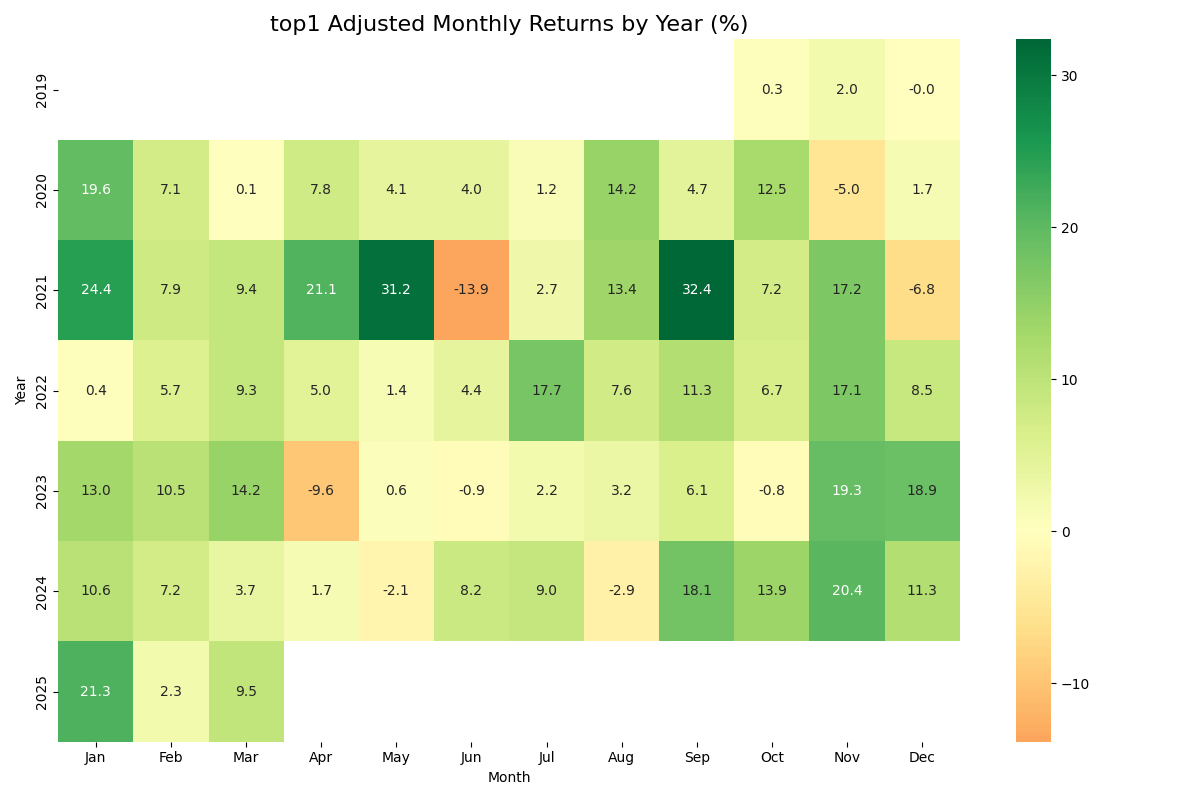 top1 Adjusted Monthly Returns by Year (%)
2019 0.3 2.0 -0.0
2020 19.6 7.1 0.1 7.8 4.1 4.0 1.2 14.2 4.7 12.5 -5.0 1.7
2021 24.4 7.9 9.4 21.1 31.2 -13.9 2.7 13.4 32.4 7.2 17.2 -6.8
2022 0.4 5.7 9.3 5.0 1.4 4.4 17.7 7.6 11.3 6.7 17.1 8.5
2023 13.0 10.5 14.2 -9.6 0.6 -0.9 2.2 3.2 6.1 -0.8 19.3 18.9
2024 10.6 7.2 3.7 1.7 -2.1 8.2 9.0 -2.9 18.1 13.9 20.4 11.3
2025 21.3 2.3 9.5
Year
Jan Feb Mar Apr May Jun Jul Aug Sep Oct Nov Dec
Month
30
20
10
0
−10